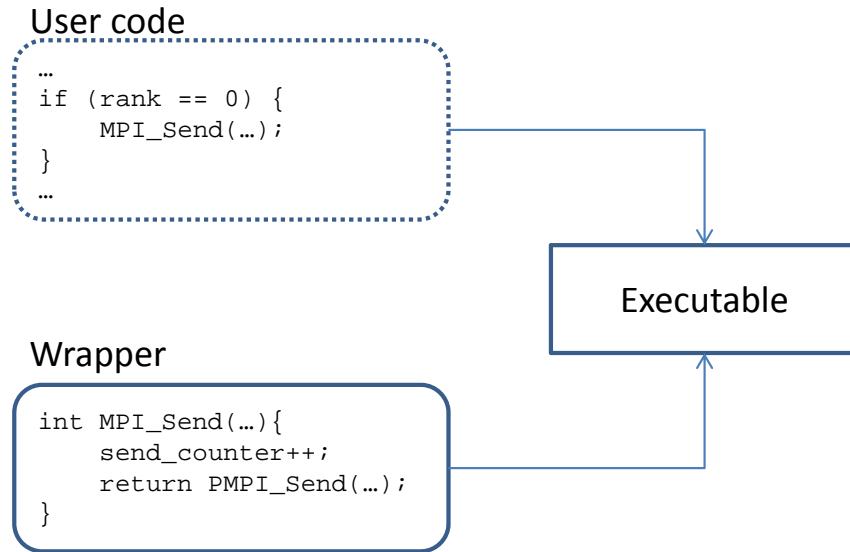 User code
…
if (rank == 0) {
    MPI_Send(…);
}
…
Executable
Wrapper
int MPI_Send(…){
    send_counter++;
    return PMPI_Send(…);
}